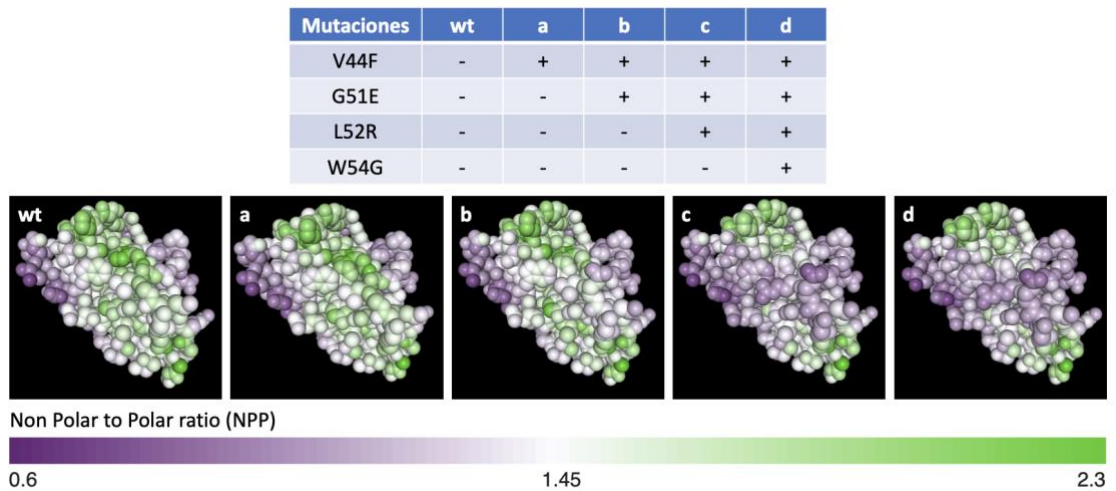 Mutaciones wt a b c d
V44F - + + + +
G51E - - + + +
L52R - - - + +
W54G - - - - +
wt a b c d
Non Polar to Polar ratio (NPP)
0.6 1.45 2.3